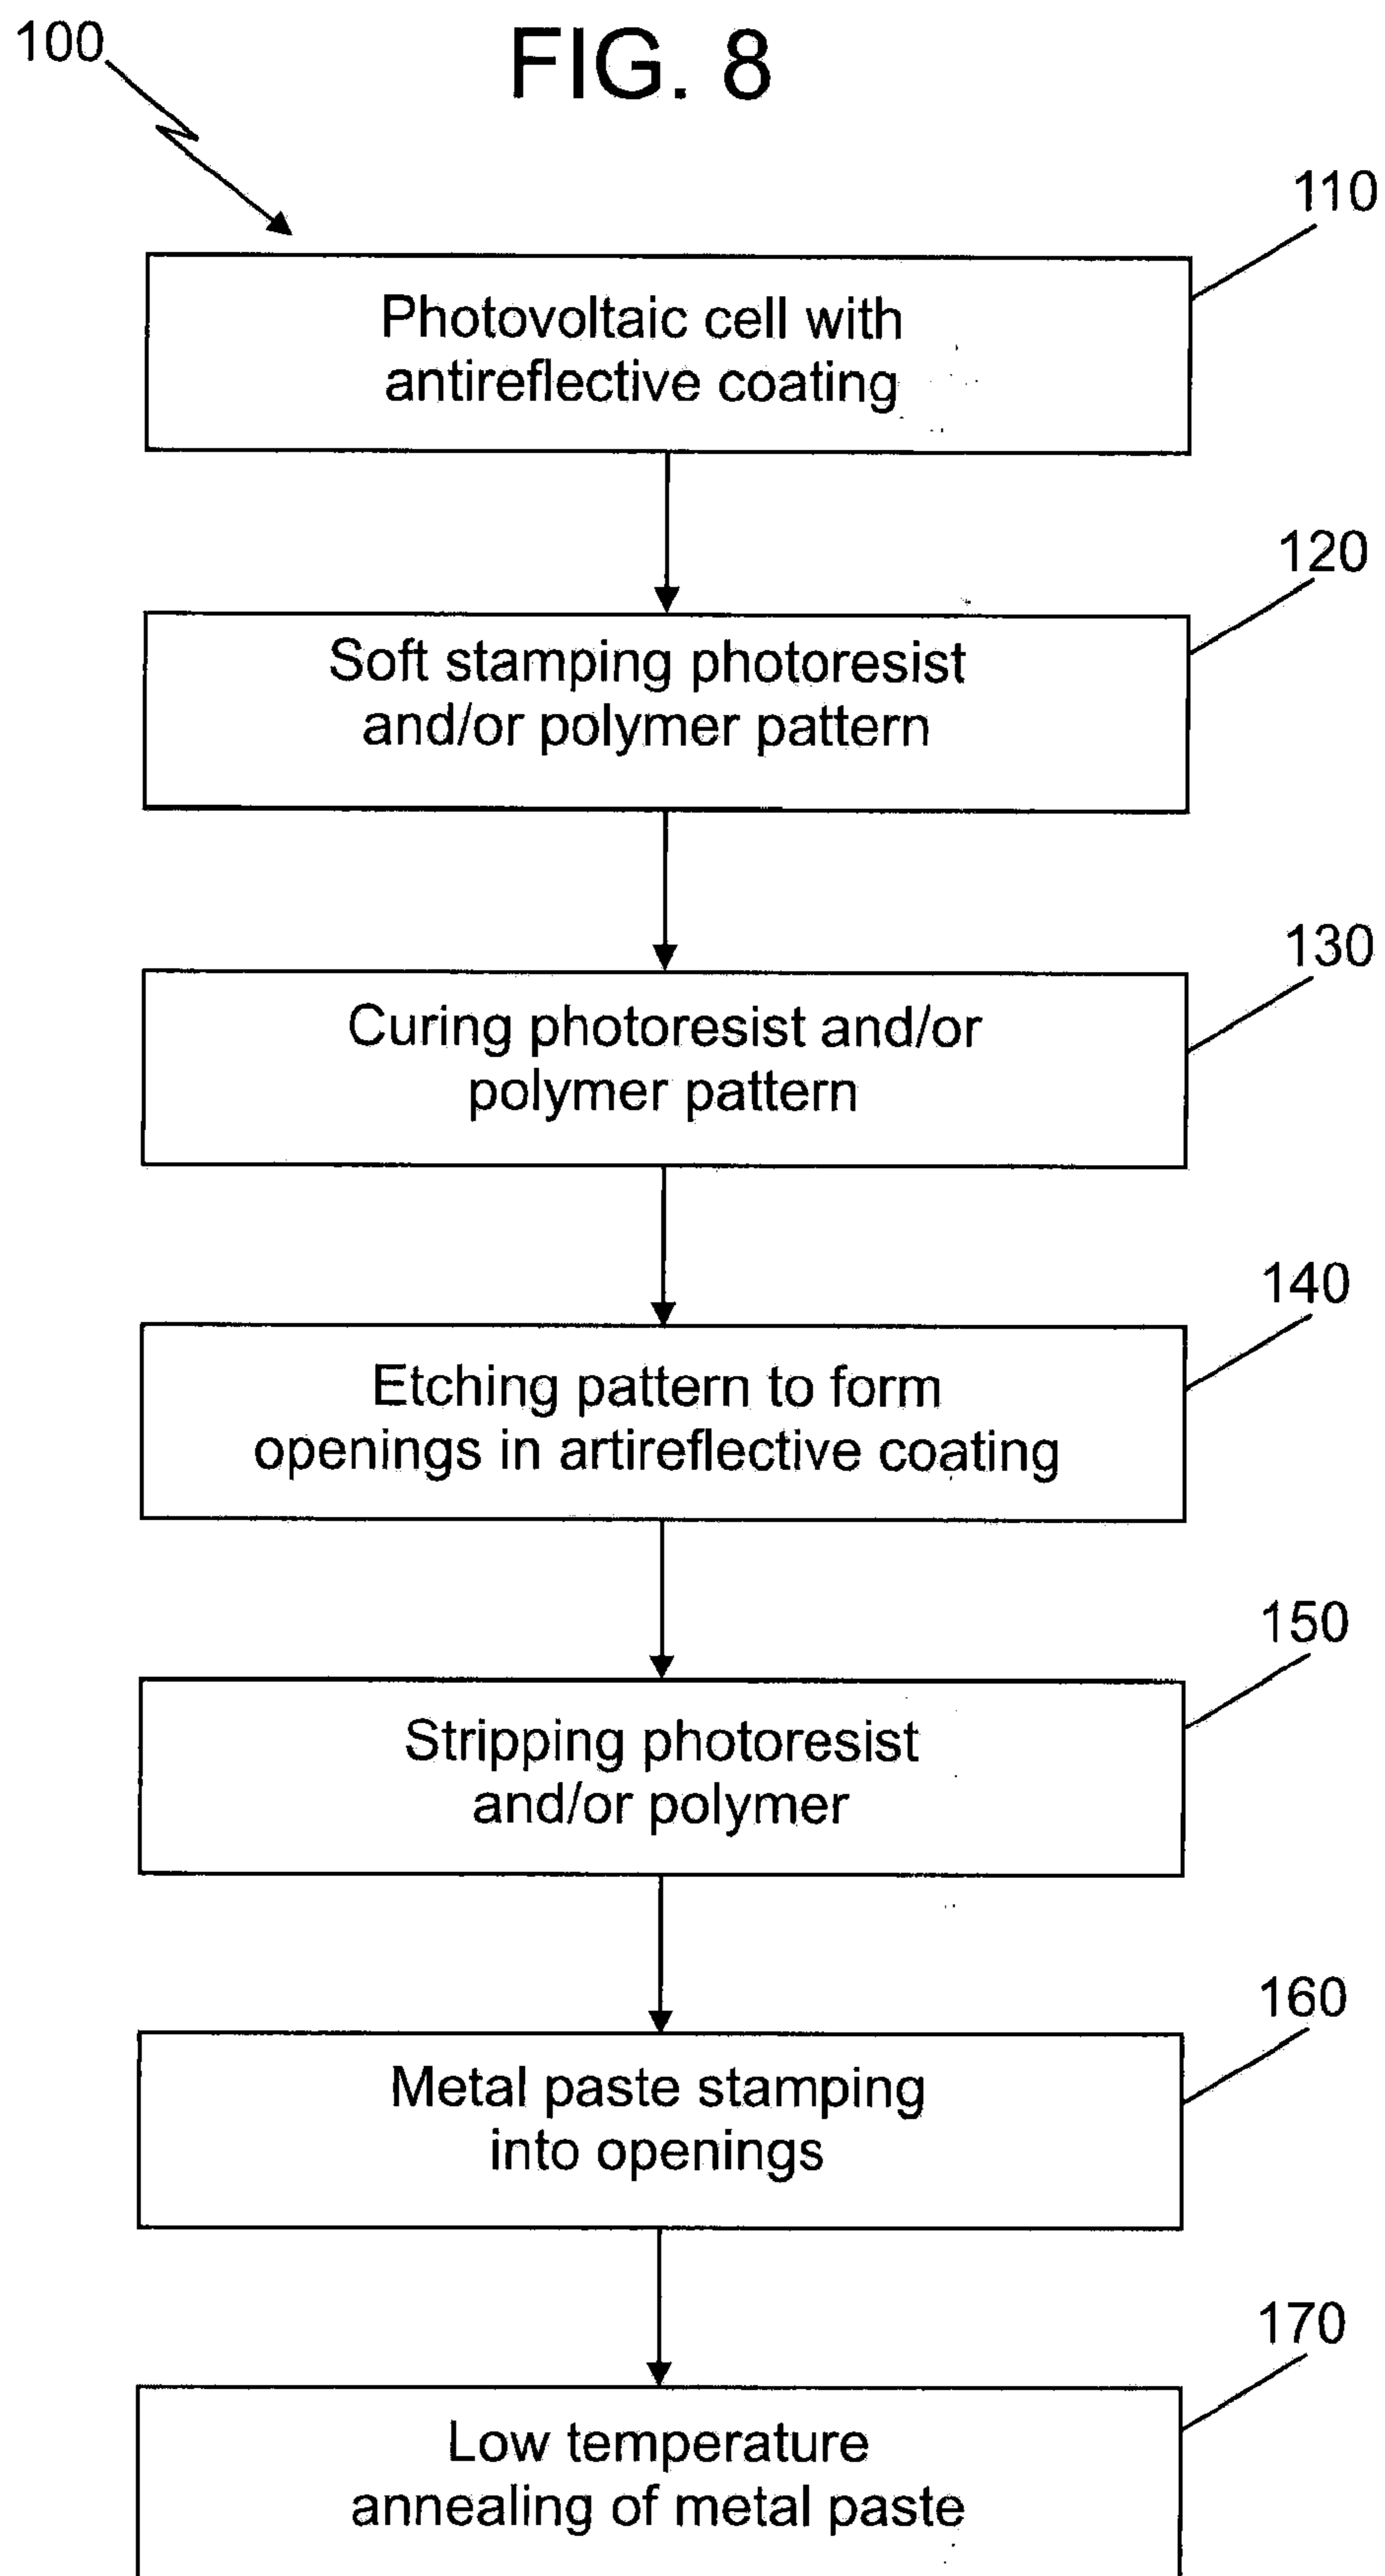 100
FIG. 8
110
Photovoltaic cell with
antireflective coating
120
Soft stamping photoresist
and/or polymer pattern
130
Curing photoresist and/or
polymer pattern
140
Etching pattern to form
openings in artireflective coating
150
Stripping photoresist
and/or polymer
160
Metal paste stamping
into openings
170
Low temperature
annealing of metal paste